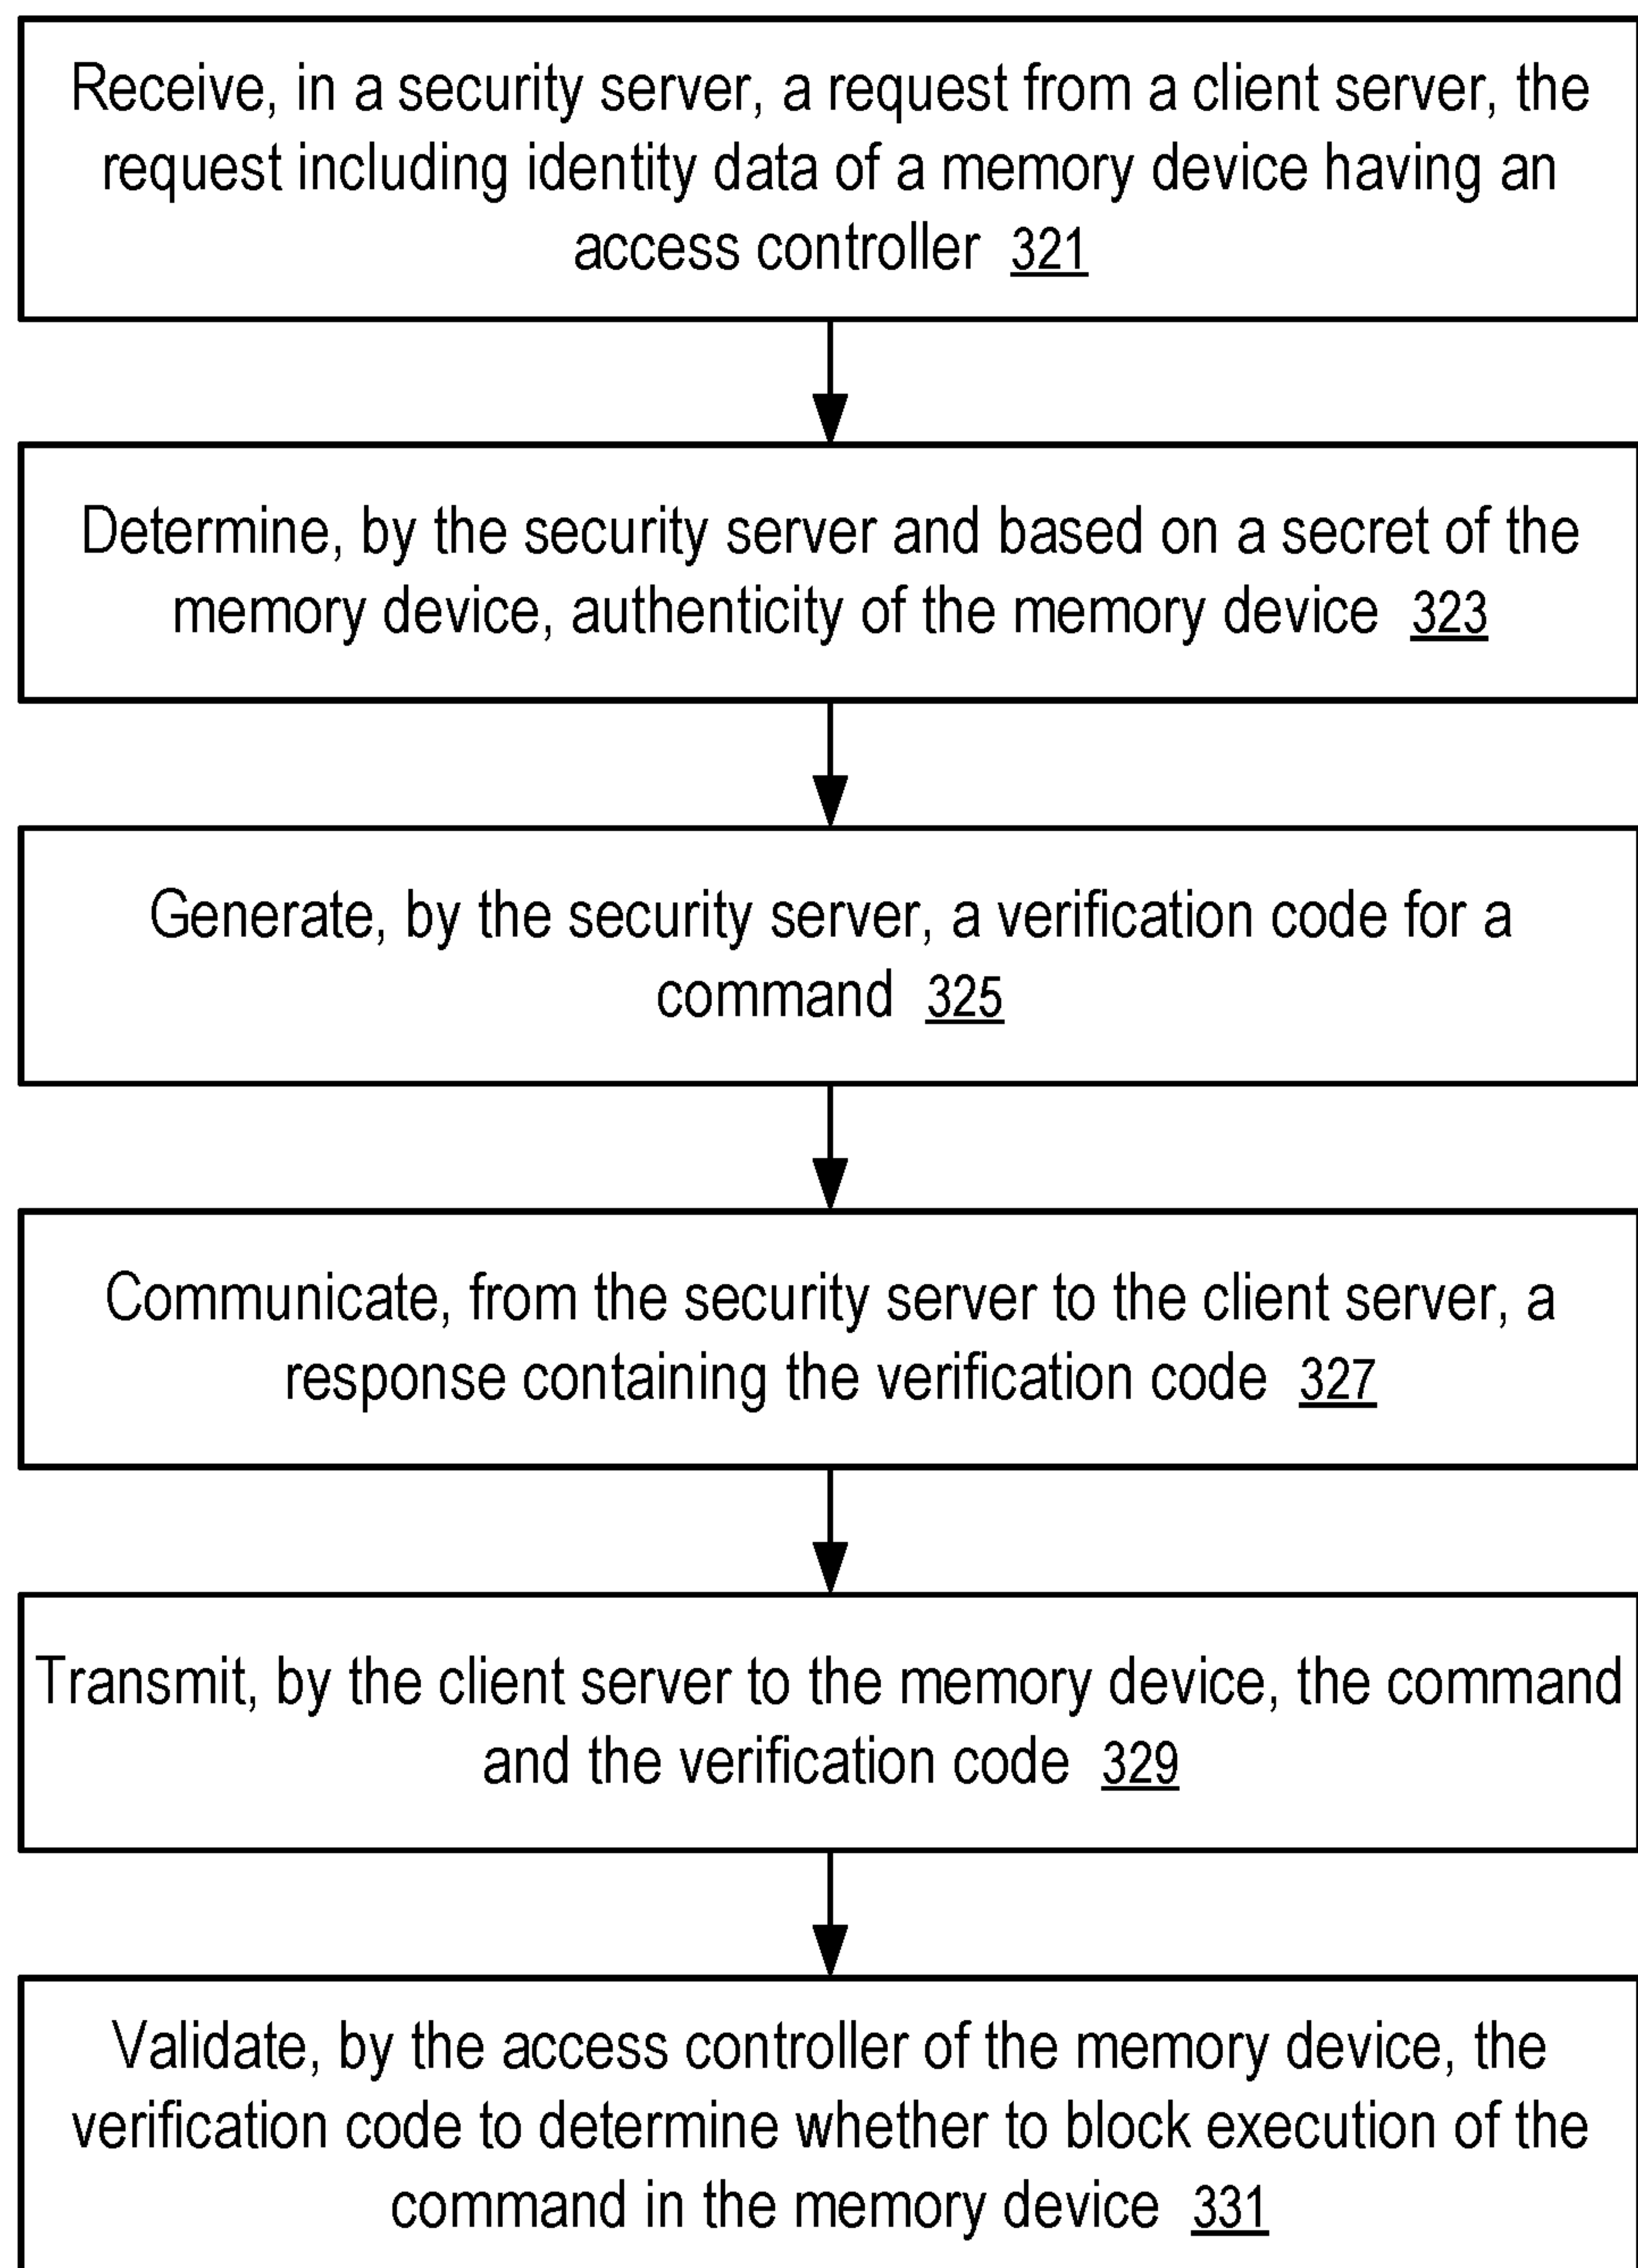 Receive, in a security server, a request from a client server, the
request including identity data of a memory device having an
access controller 321
Determine, by the security server and based on a secret of the
memory device, authenticity of the memory device 323
Generate, by the security server, a verification code for a
command 325
Communicate, from the security server to the client server, a
response containing the verification code 327
Transmit, by the client server to the memory device, the command
and the verification code 329
Validate, by the access controller of the memory device, the
verification code to determine whether to block execution of the
command in the memory device 331